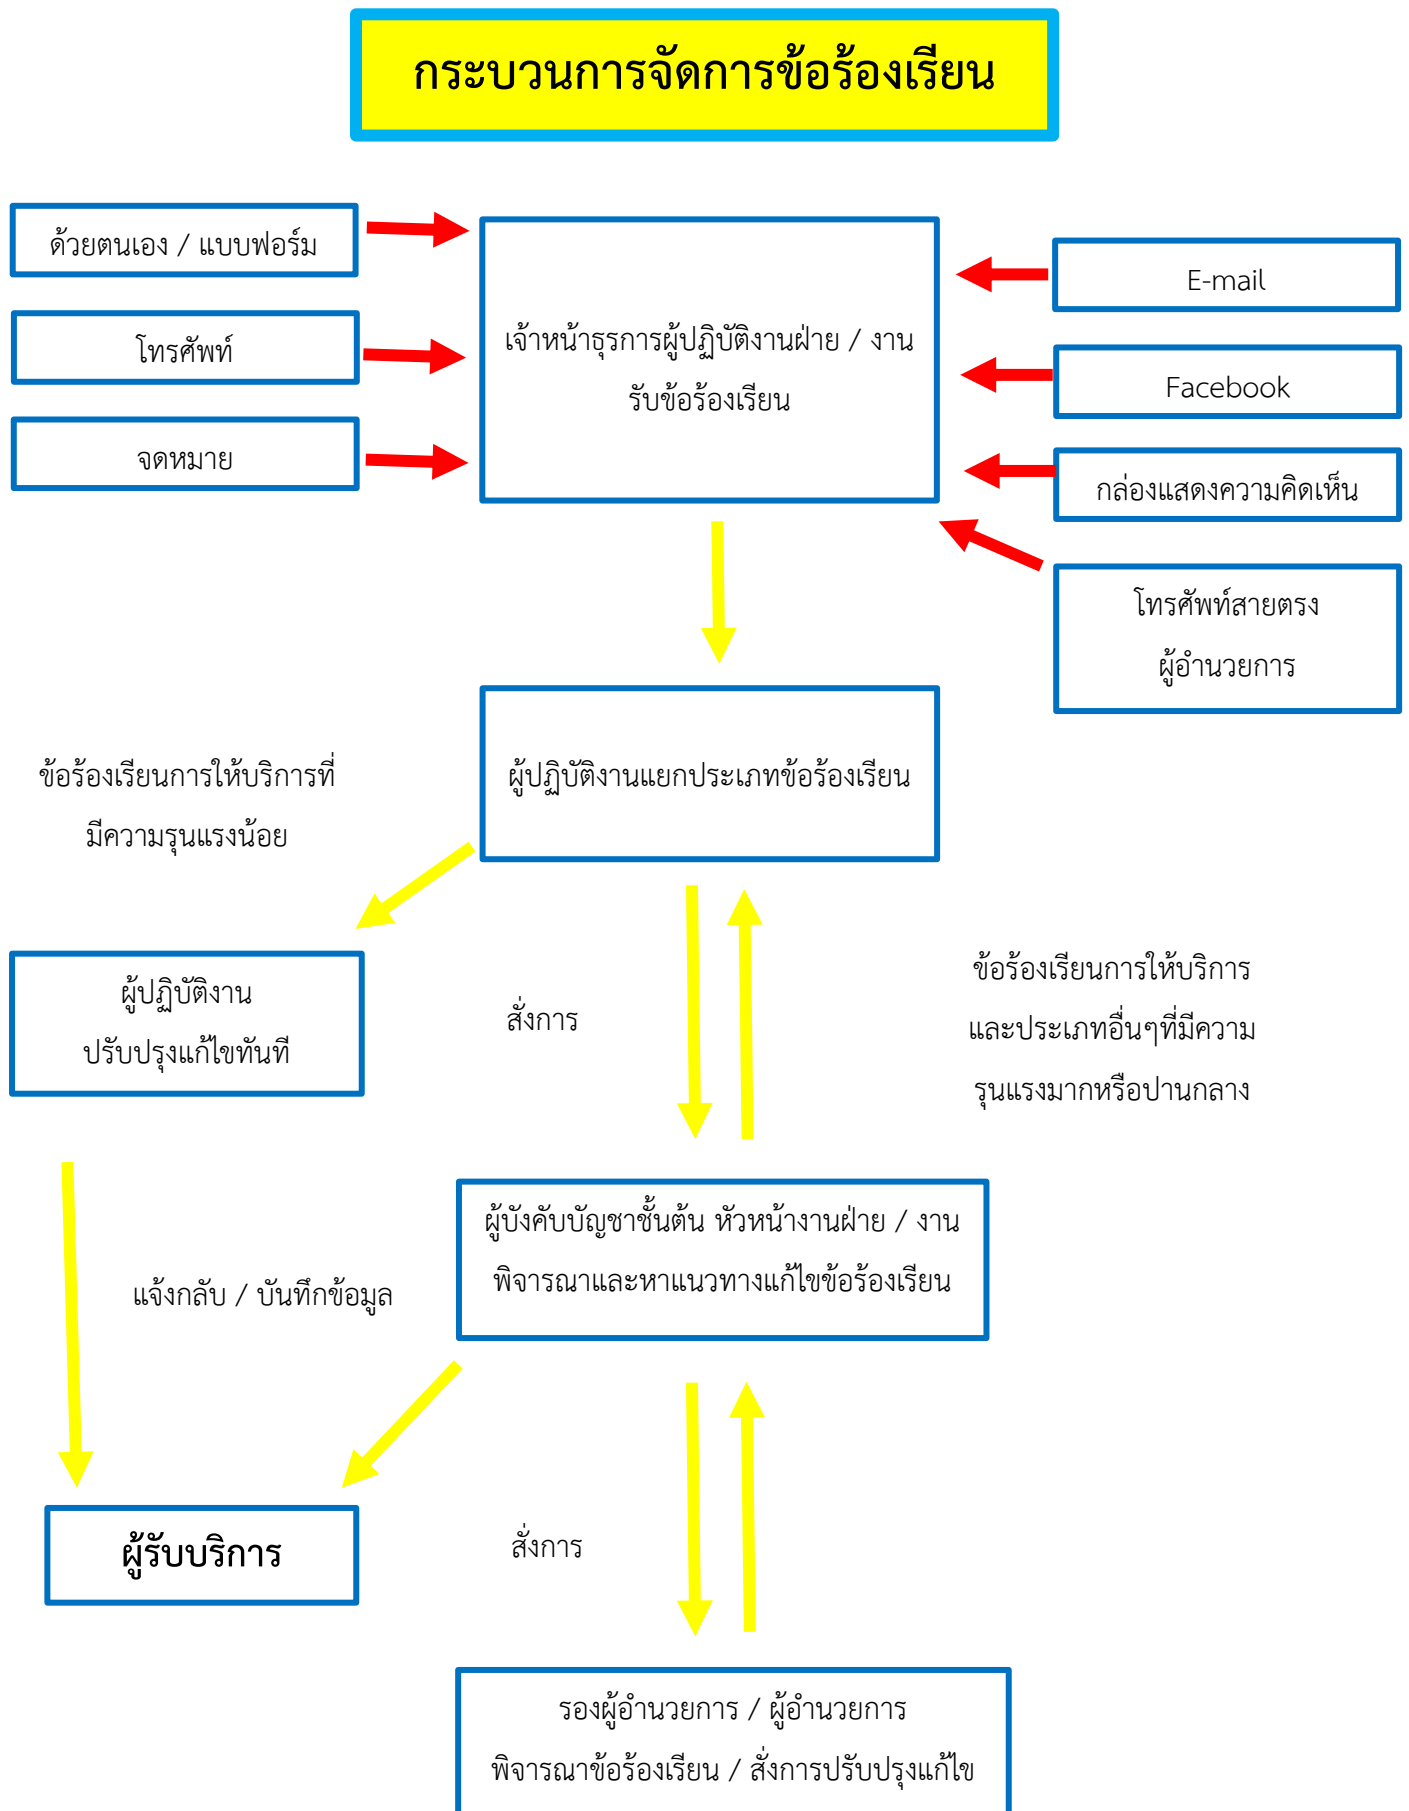 กระบวนการจัดการข้อร้องเรียน
ด้วยตนเอง / แบบฟอร์ม
โทรศัพท์
จดหมาย
เจ้าหน้าธุรการผู้ปฏิบัติงานฝ่าย / งาน
รับข้อร้องเรียน
E-mail
Facebook
กล่องแสดงความคิดเห็น
โทรศัพท์สายตรง
ผู้อำนวยการ
ผู้ปฏิบัติงานแยกประเภทข้อร้องเรียน
ข้อร้องเรียนการให้บริการที่
มีความรุนแรงน้อย
ผู้ปฏิบัติงาน
ปรับปรุงแก้ไขทันที
สั่งการ
ข้อร้องเรียนการให้บริการ
และประเภทอื่นๆที่มีความ
รุนแรงมากหรือปานกลาง
ผู้บังคับบัญชาชั้นต้น หัวหน้างานฝ่าย / งาน
พิจารณาและหาแนวทางแก้ไขข้อร้องเรียน
แจ้งกลับ / บันทึกข้อมูล
ผู้รับบริการ
สั่งการ
รองผู้อำนวยการ / ผู้อำนวยการ
พิจารณาข้อร้องเรียน / สั่งการปรับปรุงแก้ไข